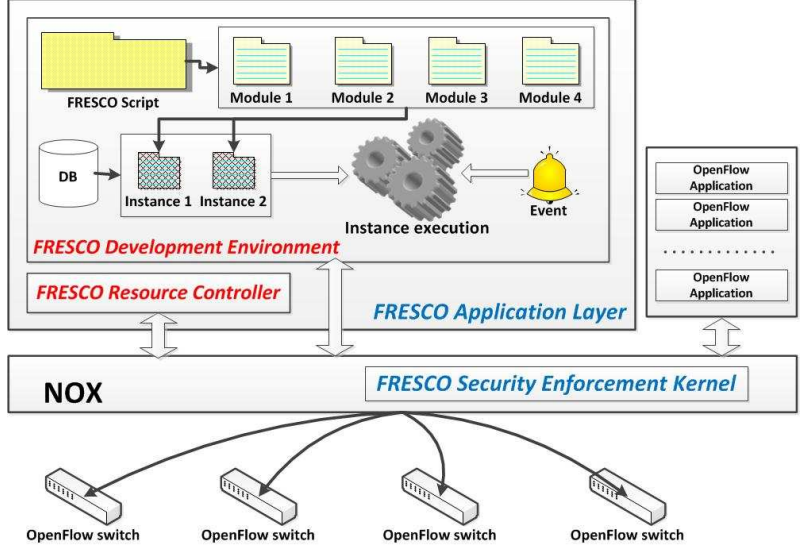 FRESCO Script
Module 1
Module 2
Module 3
Module 4
DB
Instance 1
Instance 2
Instance execution
Event
FRESCO Development Environment
FRESCO Resource Controller
FRESCO Application Layer
OpenFlow
Application
OpenFlow
Application
OpenFlow
Application
NOX
FRESCO Security Enforcement Kernel
OpenFlow switch
OpenFlow switch
OpenFlow switch
OpenFlow switch